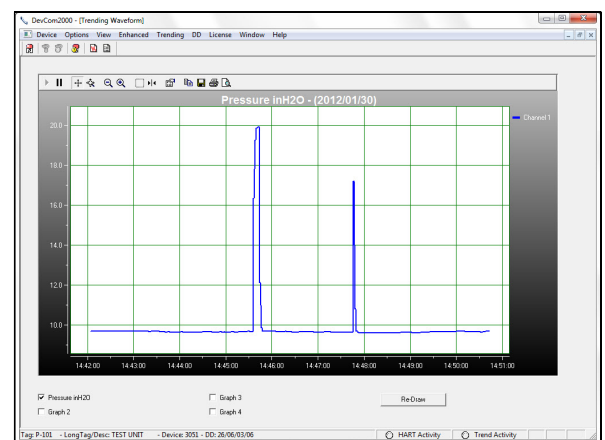 DevCom2000 - [Trending Waveform]
Device Options View Enhanced Trending DD License Window Help
Pressure inH2O - (2012/01/30)
Channel 1
20.0
18.0
16.0
14.0
12.0
10.0
14:42:00 14:43:00 14:44:00 14:45:00 14:46:00 14:47:00 14:48:00 14:49:00 14:50:00 14:51:00
Pressure inH2O Graph 3 Re-Draw
Graph 2 Graph 4
Tag: P-101 - LongTag/Desc: TEST UNIT - Device: 3051 - DD: 26/06/03/06 HART Activity Trend Activity